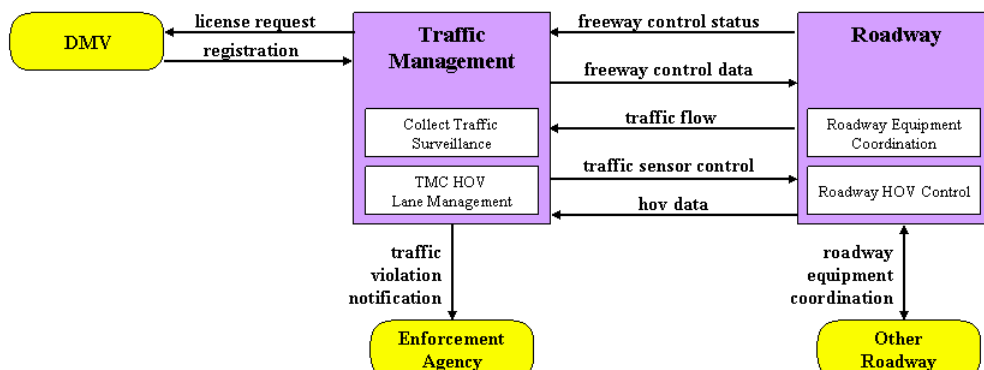 license request
DMV
registration
Traffic
Management
Collect Traffic
Surveillance
TMC HOV
Lane Management
freeway control status
freeway control data
traffic flow
traffic sensor control
hov data
Roadway
Roadway Equipment
Coordination
Roadway HOV Control
traffic
violation
notification
roadway
equipment
coordination
Enforcement
Agency
Other
Roadway